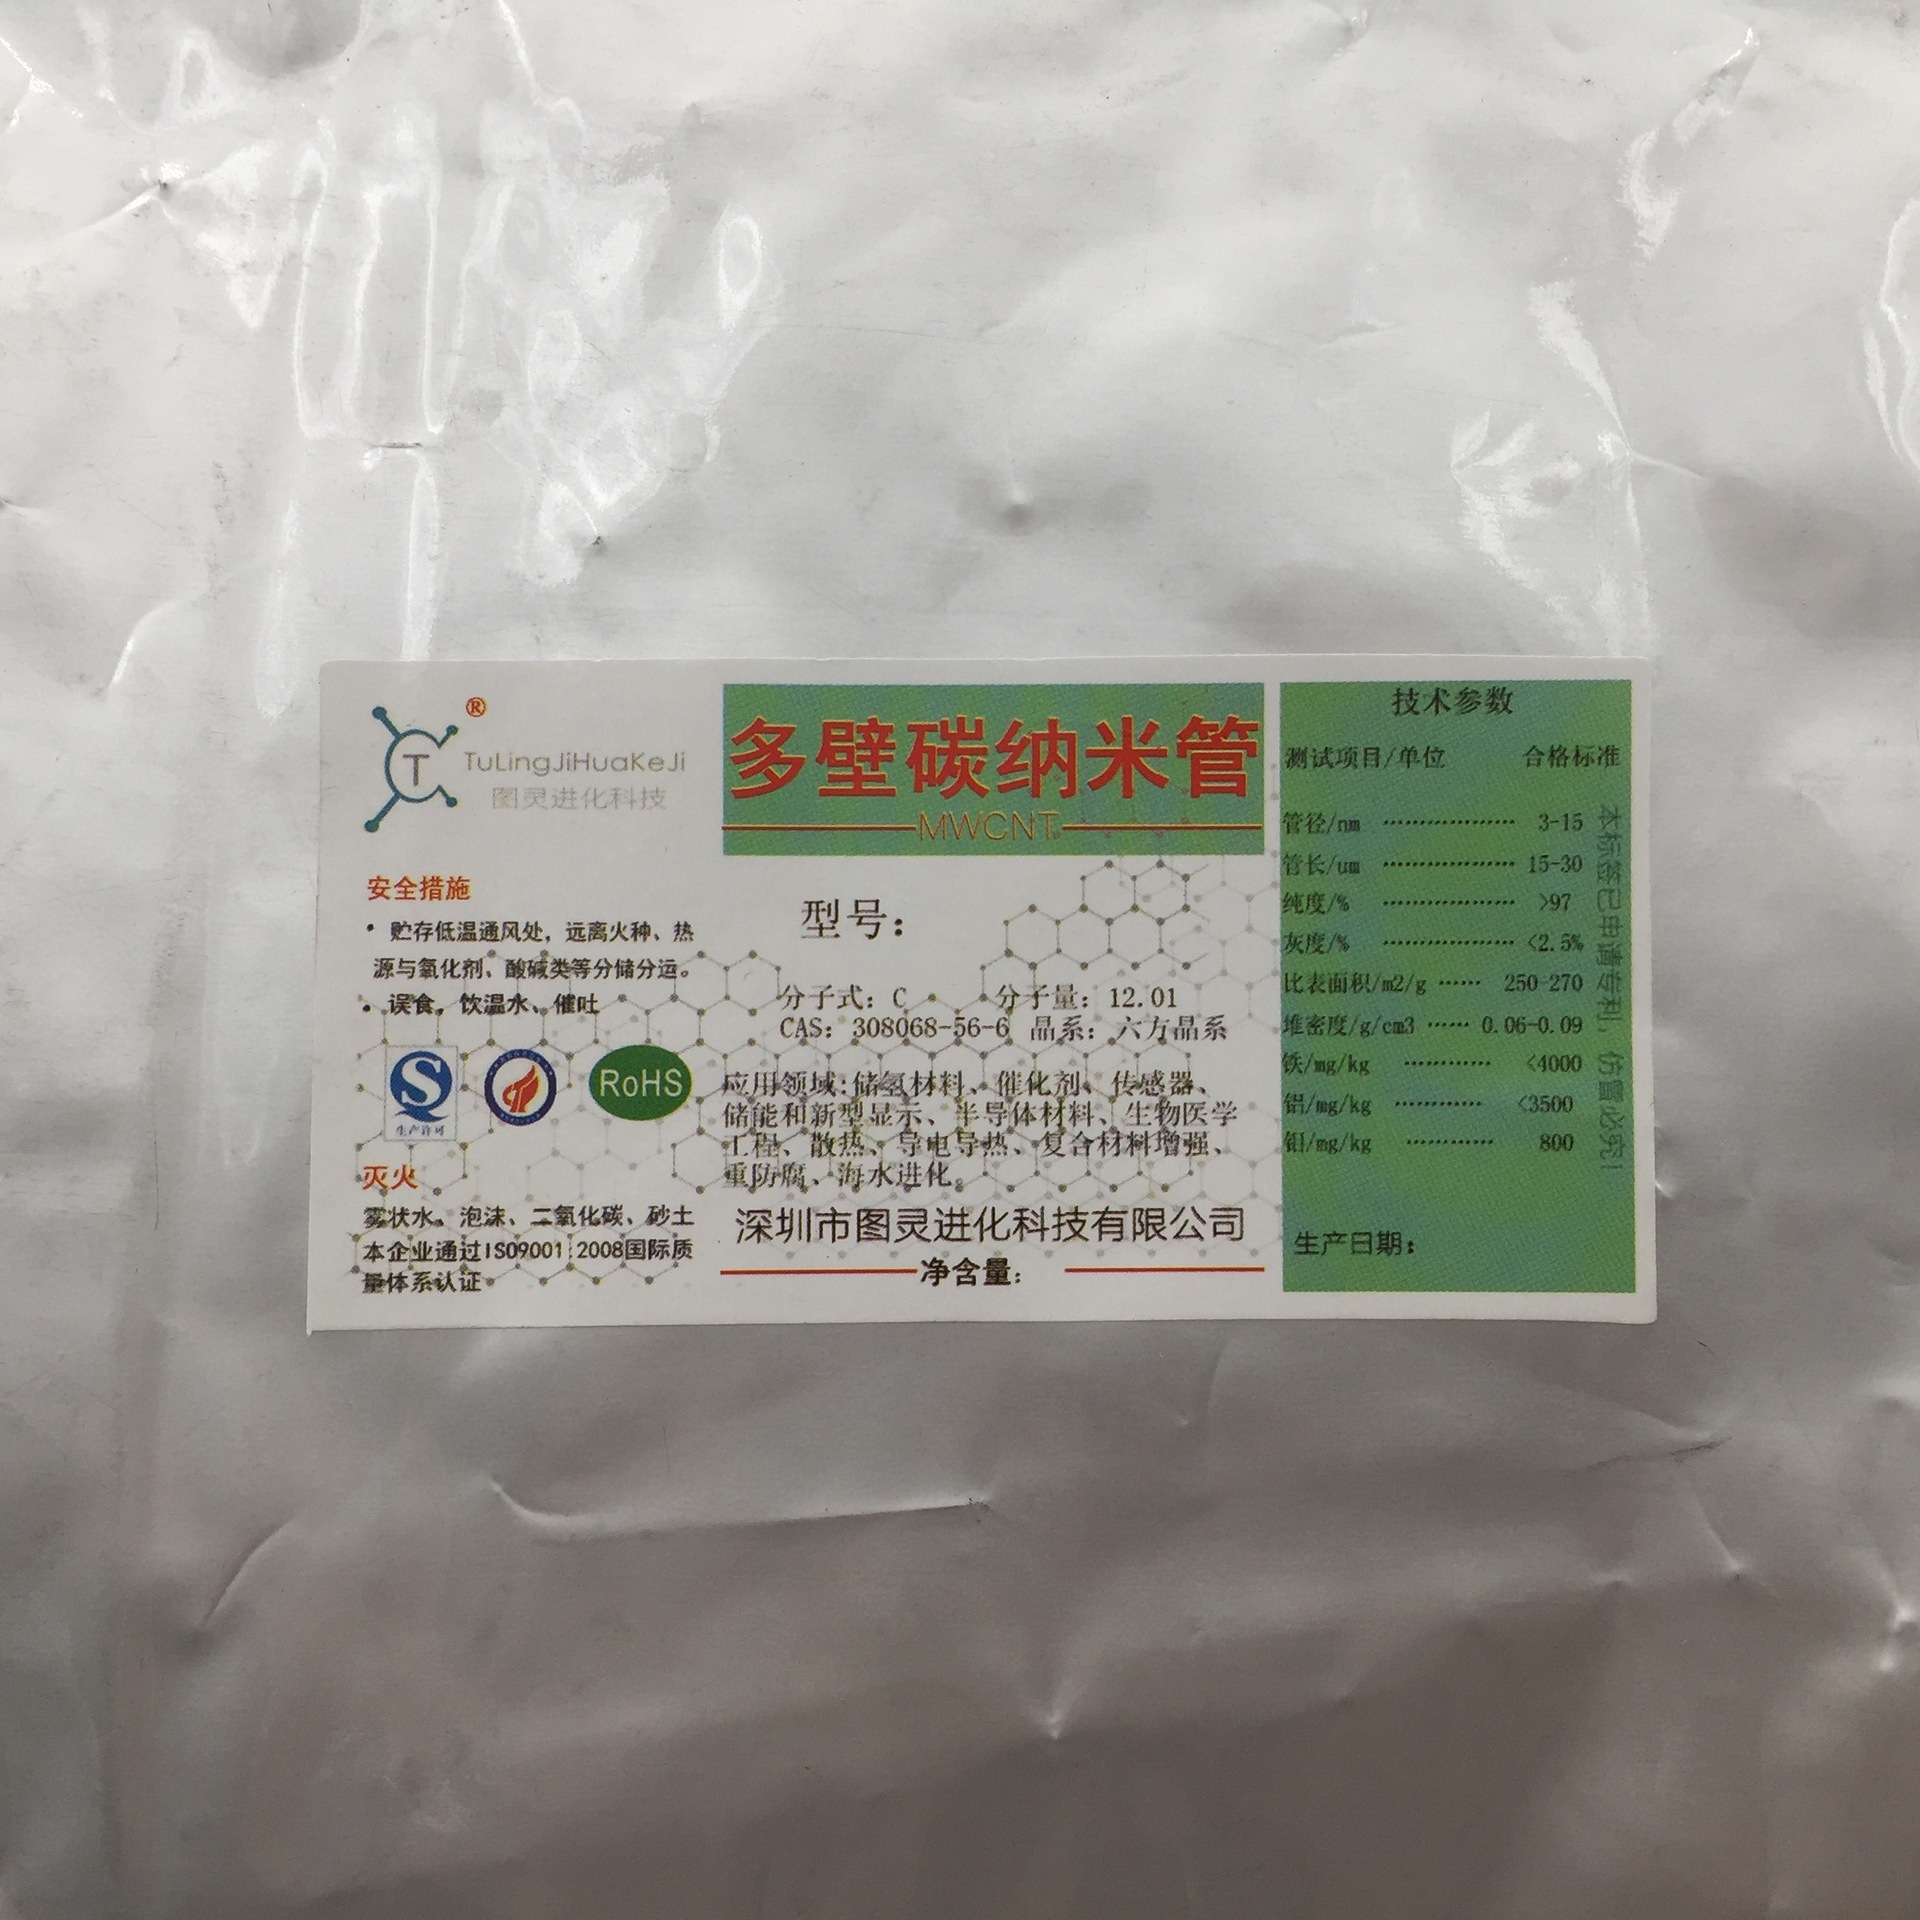 ®
T
TuLingJiHuaKeJi
图灵进化科技
安全措施
• 贮存低温通风处，远离火种、热
源与氧化剂、酸碱类等分储分运。
• 误食，饮温水、催吐
QS
生产许可
RoHS
灭火
雾状水、泡沫、二氧化碳、砂土
本企业通过ISO9001:2008国际质
量体系认证
多壁碳纳米管
MWCNT
型号：
分子式：C 分子量：12.01
CAS：308068-56-6 晶系：六方晶系
应用领域:储氢材料、催化剂、传感器、
储能和新型显示、半导体材料、生物医学
工程、散热、导电导热、复合材料增强、
重防腐、海水进化。
深圳市图灵进化科技有限公司
净含量：
技术参数
测试项目/单位 合格标准
管径/nm ·················· 3-15
管长/um ·················· 15-30
纯度/% ·················· >97
灰度/% ·················· <2.5%
比表面积/m2/g ······ 250-270
堆密度/g/cm3 ······ 0.06-0.09
铁/mg/kg ············ <4000
铝/mg/kg ············ <3500
钼/mg/kg ············ 800
生产日期：
本标签已申请专利，仿冒必究！